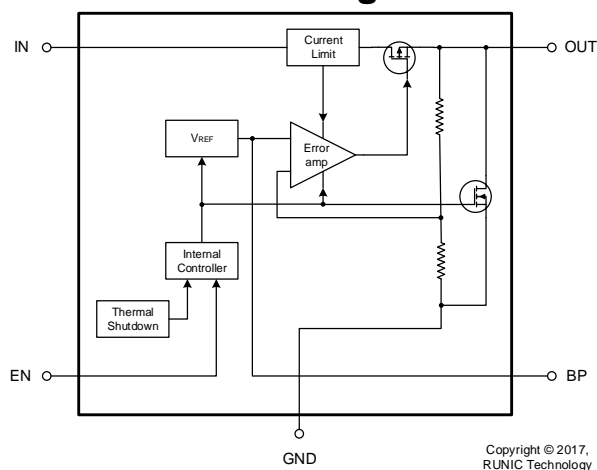 IN
Current
Limit
OUT
VREF
Error
amp
Internal
Controller
Thermal
Shutdown
EN
BP
GND
Copyright © 2017,
RUNIC Technology